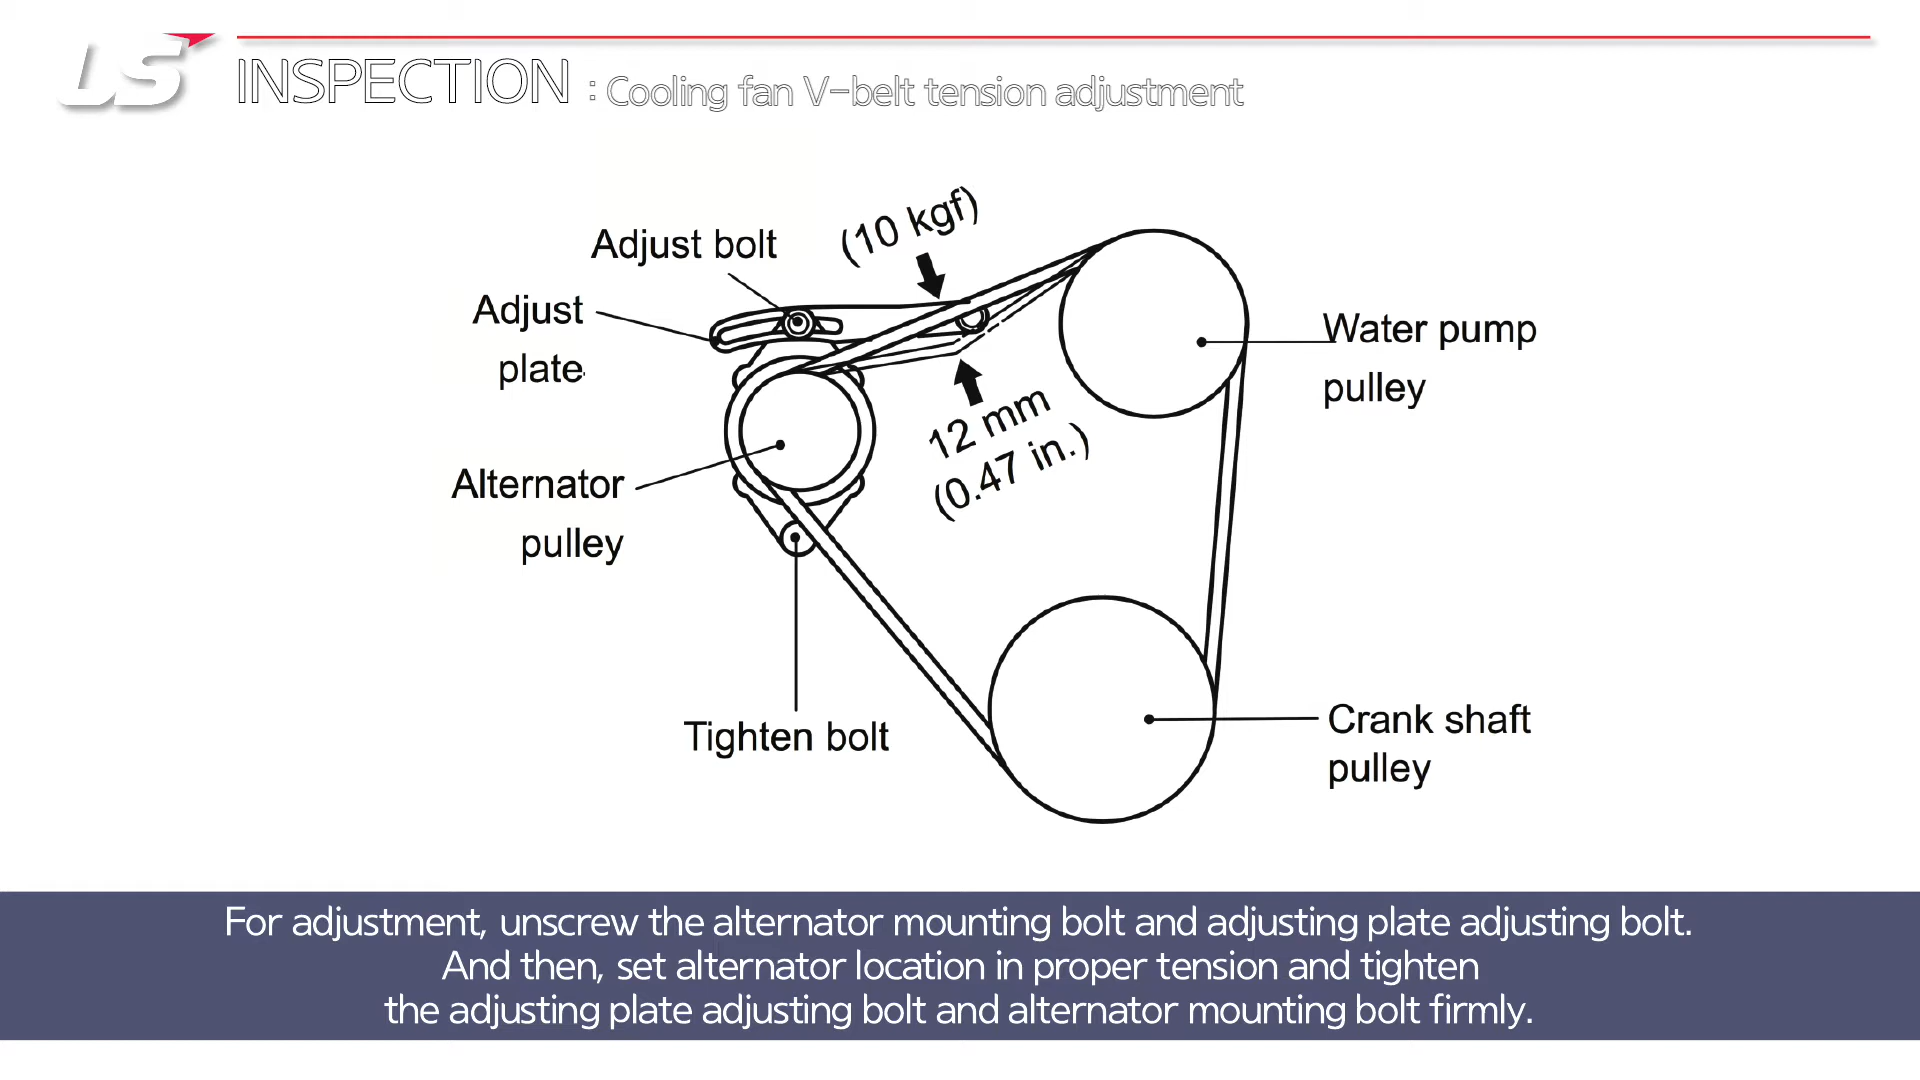 LS
INSPECTION : Cooling fan V-belt tension adjustment
(10 kgf)
Adjust bolt
Adjust
plate
Water pump
pulley
12 mm
(0.47 in.)
Alternator
pulley
Tighten bolt
Crank shaft
pulley
For adjustment, unscrew the alternator mounting bolt and adjusting plate adjusting bolt.
And then, set alternator location in proper tension and tighten
the adjusting plate adjusting bolt and alternator mounting bolt firmly.